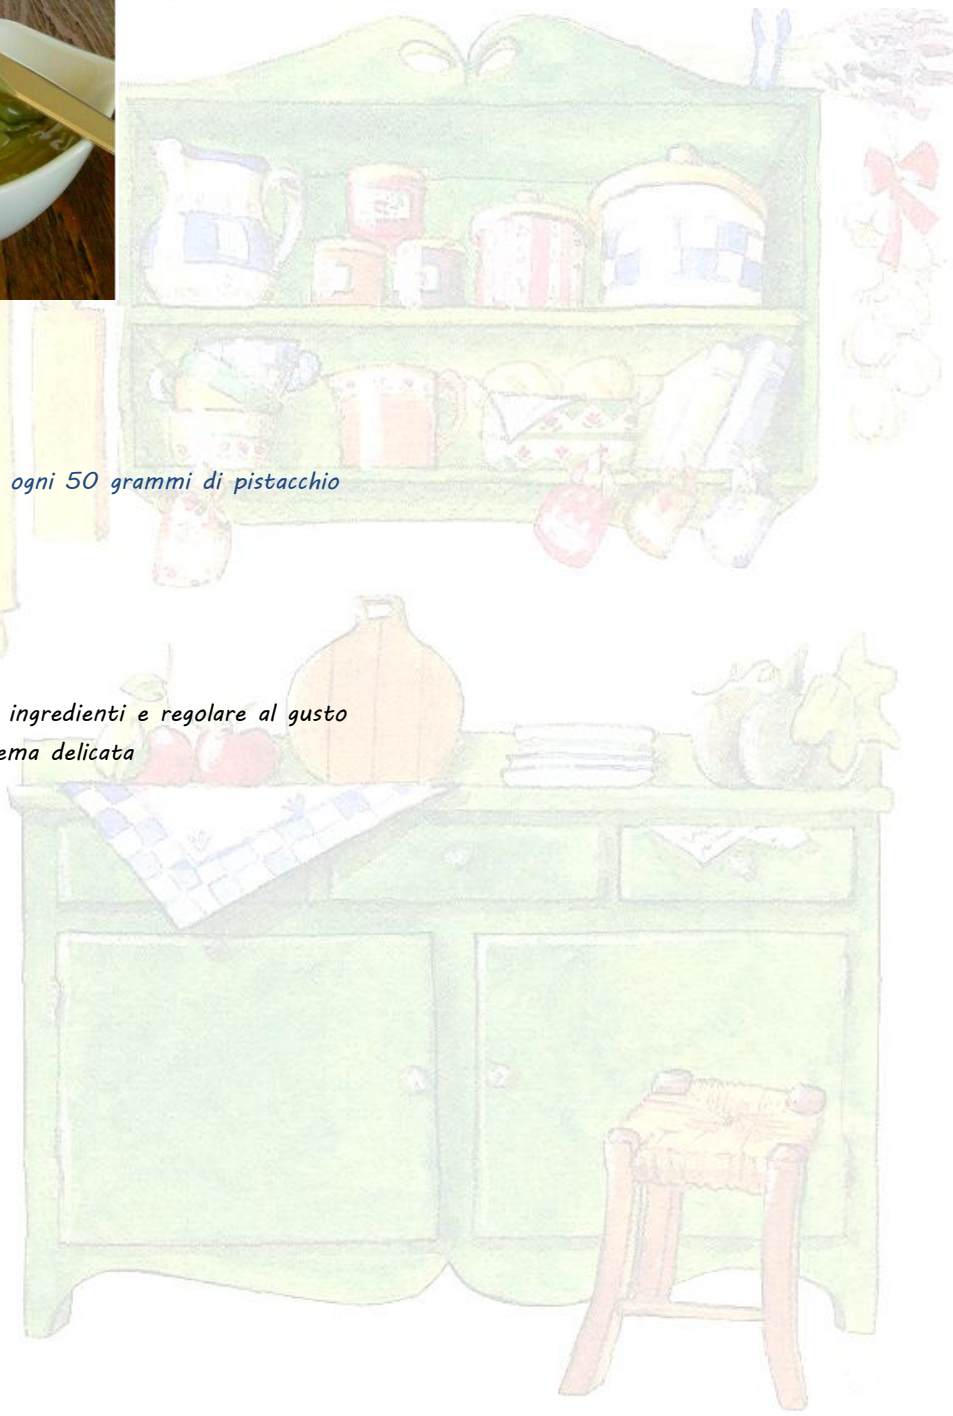 ogni 50 grammi di pistacchio
ingredienti e regolare al gusto
ema delicata